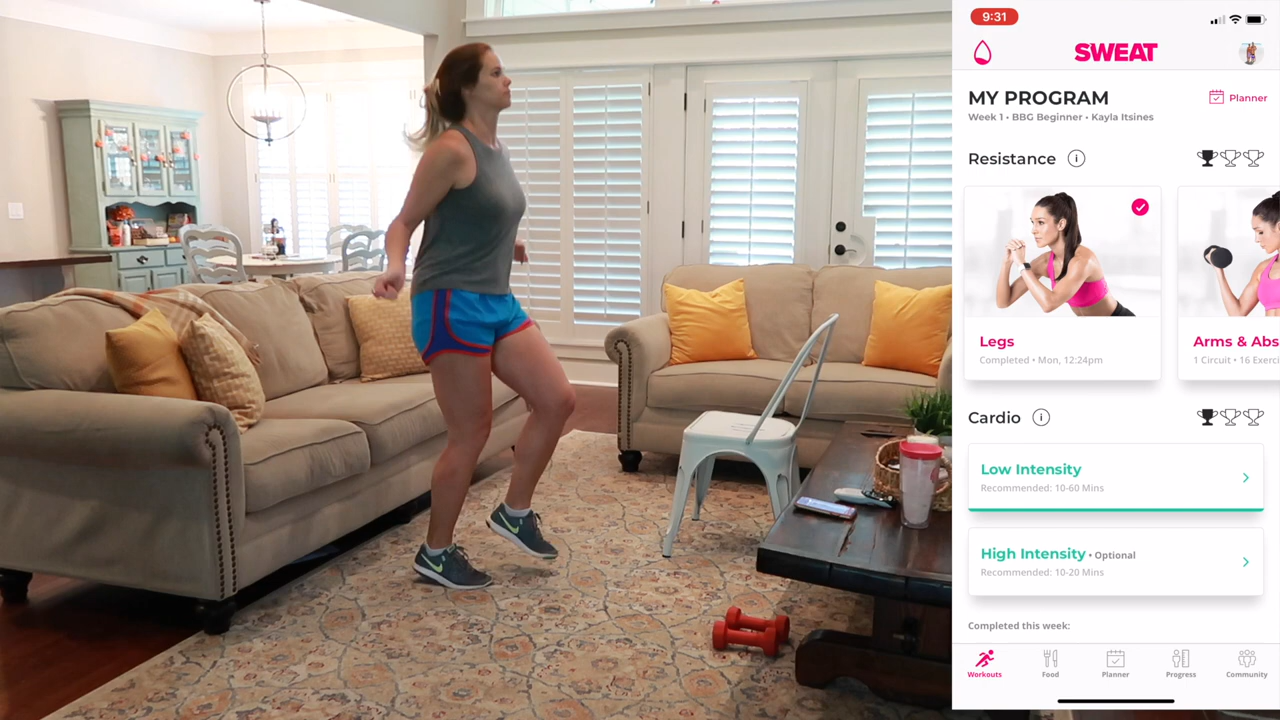 9:31
SWEAT
MY PROGRAM
Planner
Week 1 • BBG Beginner • Kayla Itsines
Resistance
Legs
Completed • Mon, 12:24pm
Arms & Abs
1 Circuit • 16 Exerci
Cardio
Low Intensity
Recommended: 10-60 Mins
High Intensity • Optional
Recommended: 10-20 Mins
Completed this week:
Workouts
Food
Planner
Progress
Community